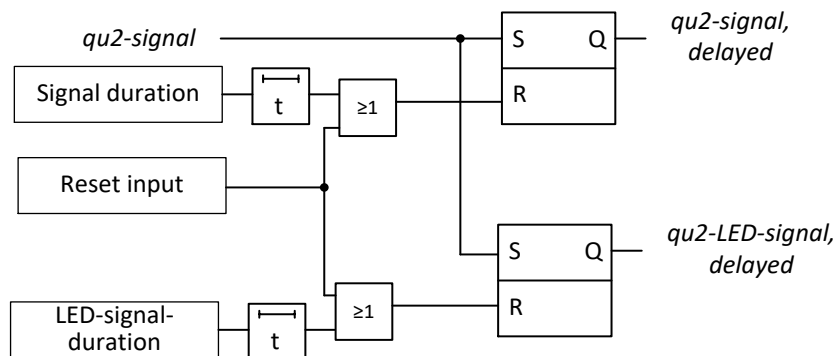 qu2-signal
S
Q
qu2-signal,
delayed
Signal duration
t
≥1
R
Reset input
S
Q
qu2-LED-signal,
delayed
LED-signal-
duration
t
≥1
R